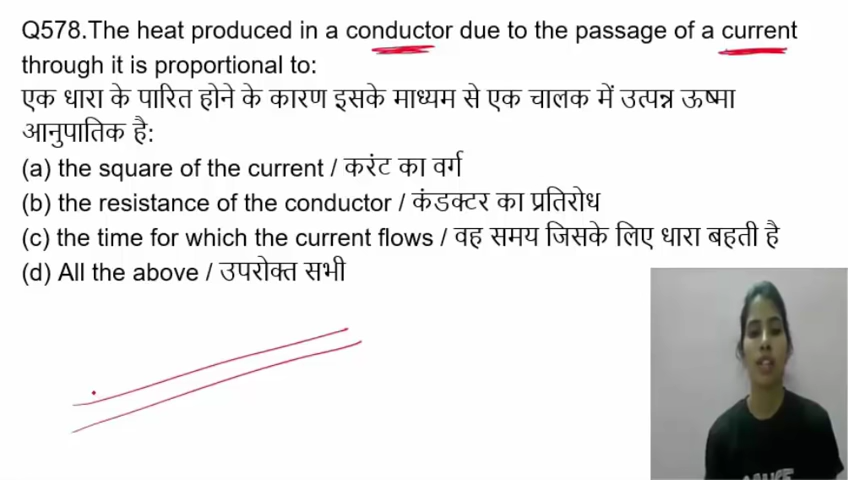 Q578.The heat produced in a conductor due to the passage of a current
through it is proportional to:
एक धारा के पारित होने के कारण इसके माध्यम से एक चालक में उत्पन्न ऊष्मा
आनुपातिक है:
(a) the square of the current / करंट का वर्ग
(b) the resistance of the conductor / कंडक्टर का प्रतिरोध
(c) the time for which the current flows / वह समय जिसके लिए धारा बहती है
(d) All the above / उपरोक्त सभी